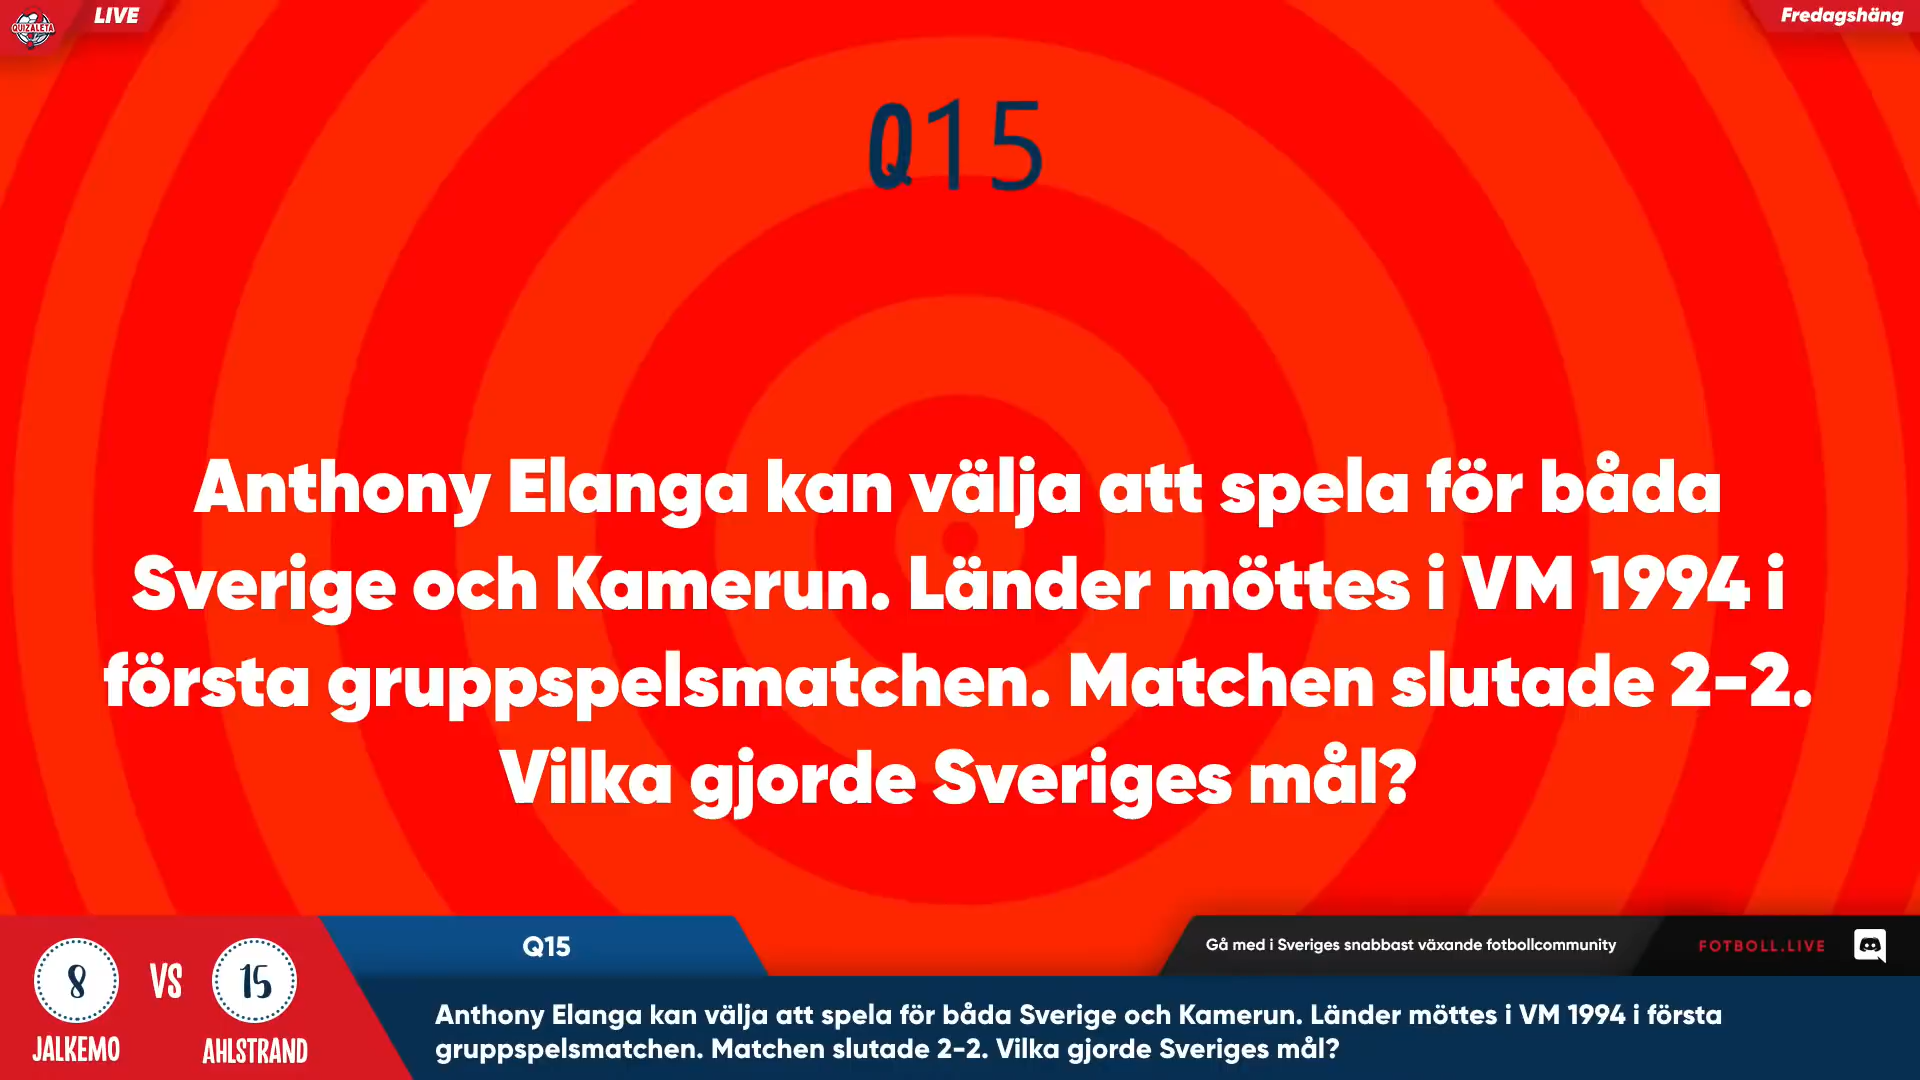 QUIZALETA
LIVE
Fredagshäng
Q15
Anthony Elanga kan välja att spela för båda
Sverige och Kamerun. Länder möttes i VM 1994 i
första gruppspelsmatchen. Matchen slutade 2-2.
Vilka gjorde Sveriges mål?
8
VS
15
JALKEMO
AHLSTRAND
Q15
Gå med i Sveriges snabbast växande fotbollcommunity
FOTBOLL.LIVE
Anthony Elanga kan välja att spela för båda Sverige och Kamerun. Länder möttes i VM 1994 i första
gruppspelsmatchen. Matchen slutade 2-2. Vilka gjorde Sveriges mål?